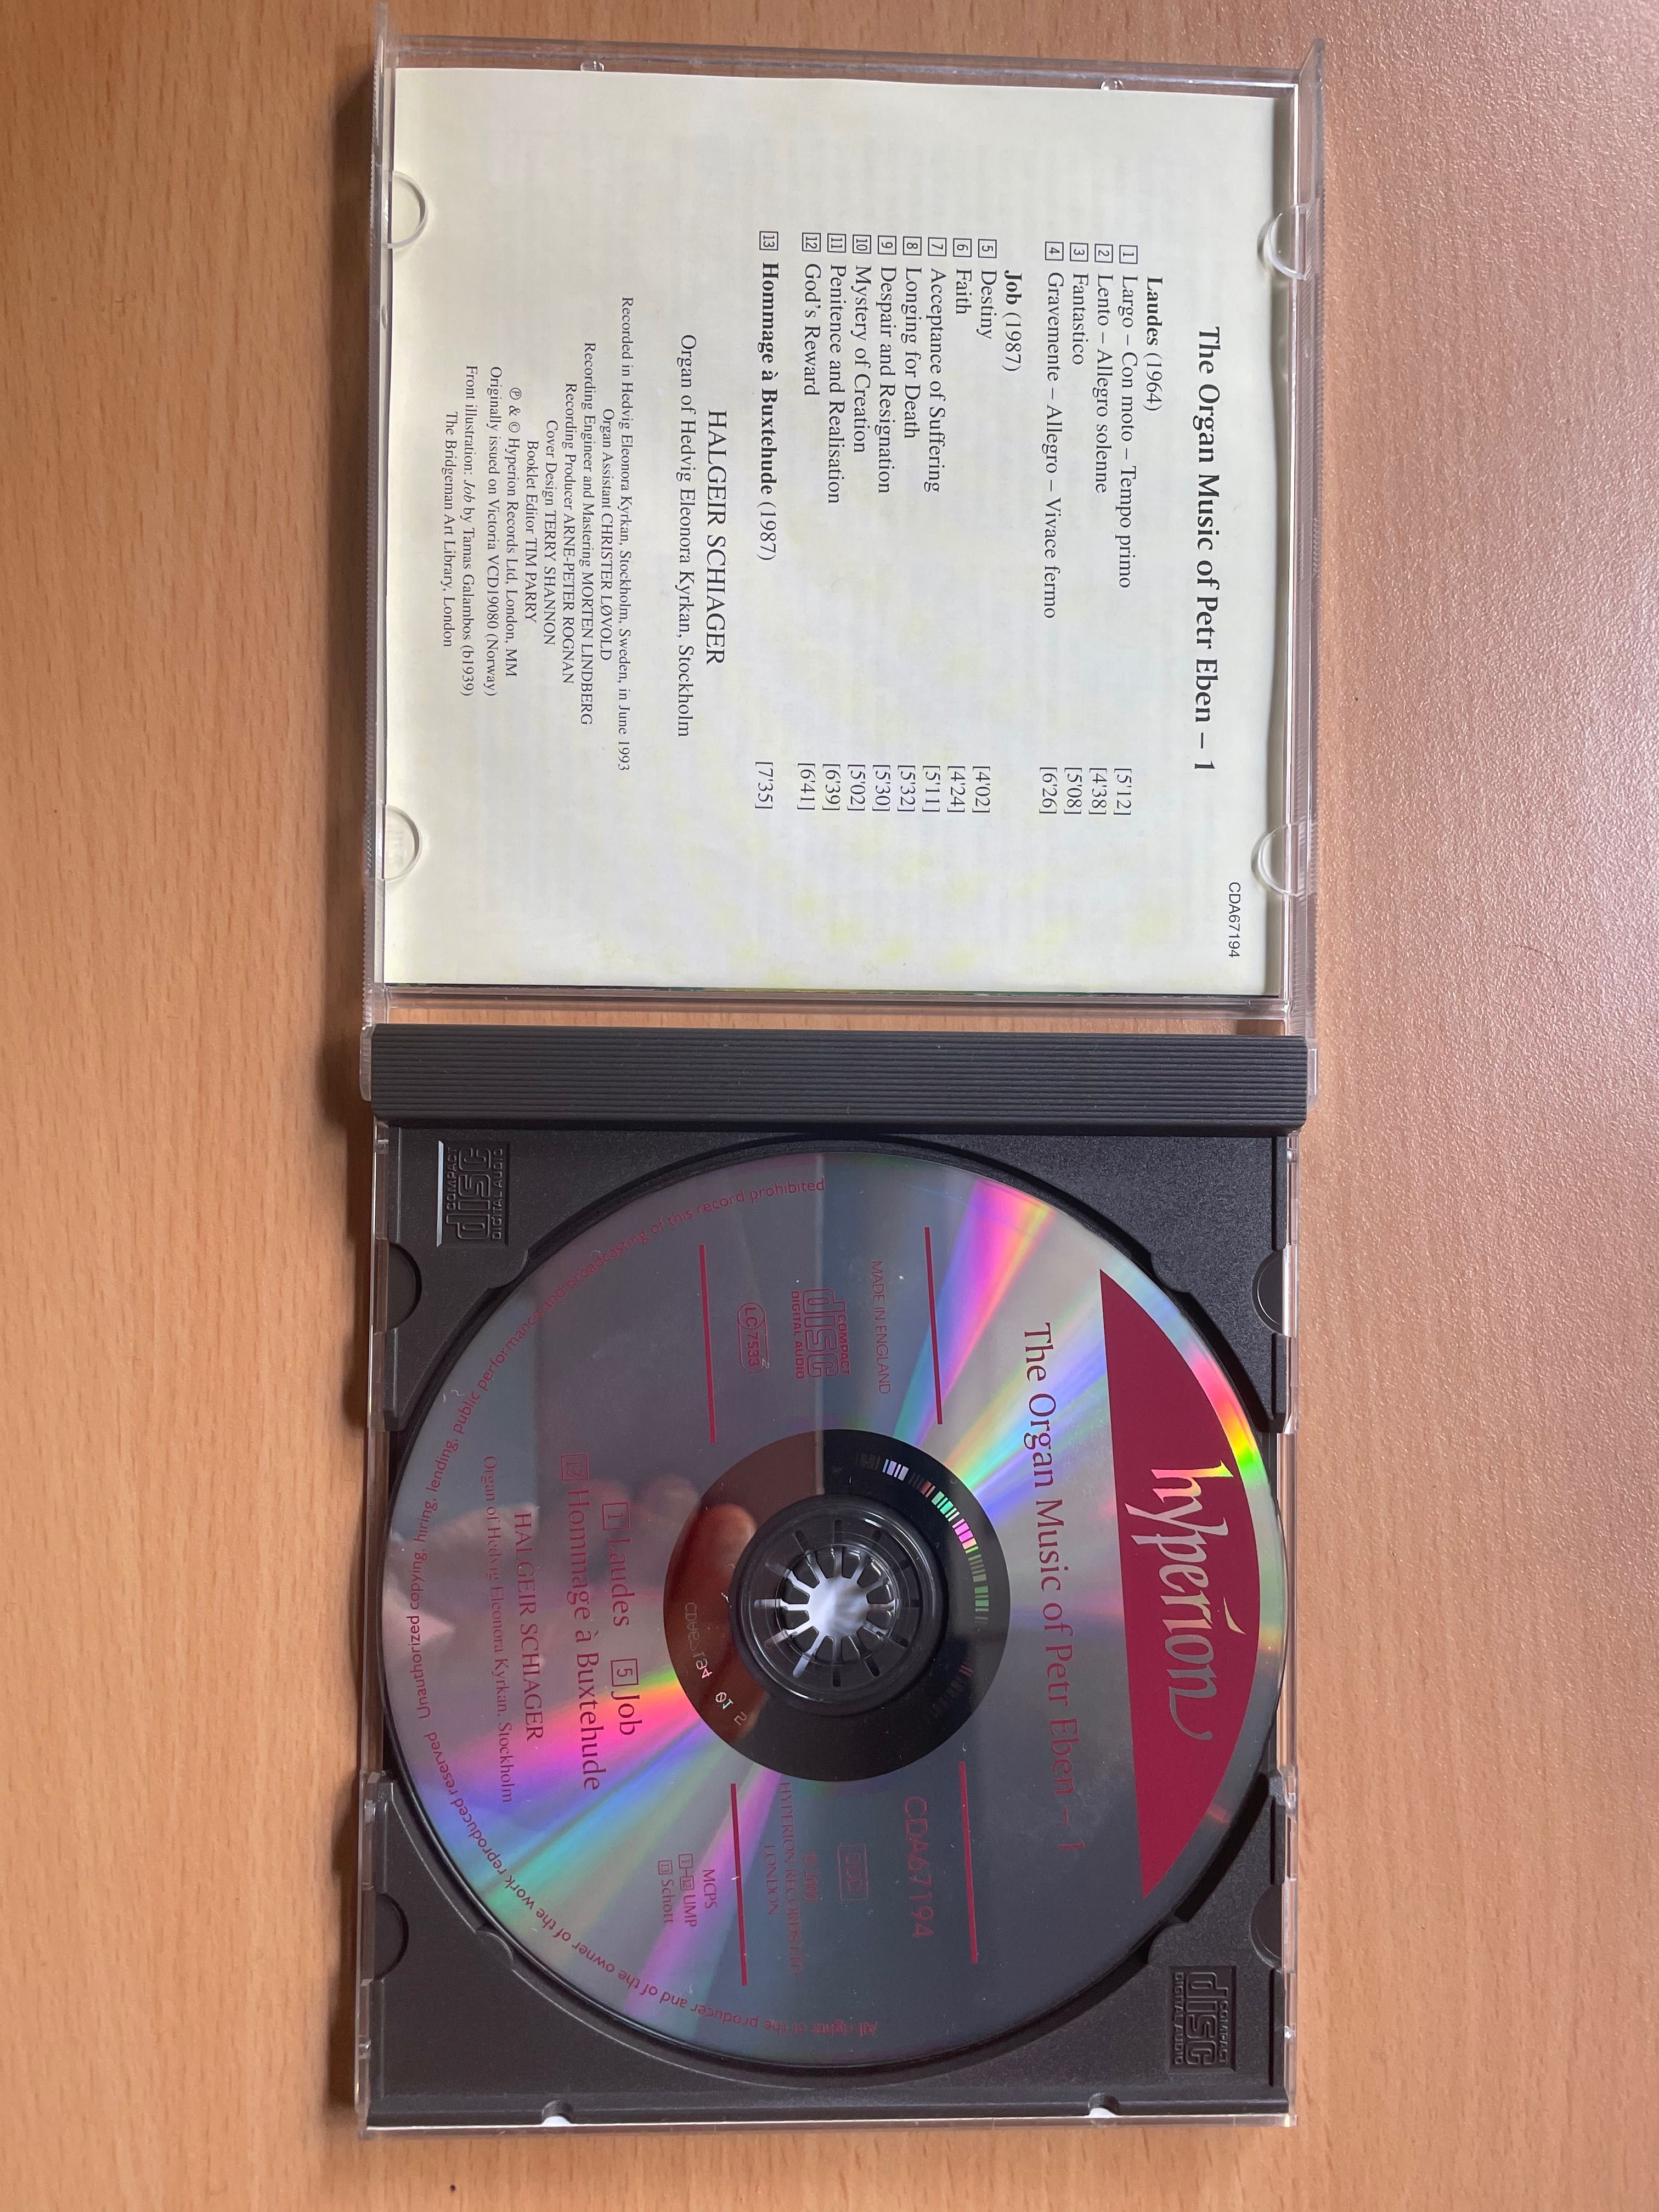 CDA67194
The Organ Music of Petr Eben – 1
Laudes (1964)
1 Largo – Con moto – Tempo primo [5'12]
2 Lento – Allegro solenne [4'38]
3 Fantastico [5'08]
4 Gravemente – Allegro – Vivace fermo [6'26]
Job (1987)
5 Destiny [4'02]
6 Faith [4'24]
7 Acceptance of Suffering [5'11]
8 Longing for Death [5'32]
9 Despair and Resignation [5'30]
10 Mystery of Creation [5'02]
11 Penitence and Realisation [6'39]
12 God's Reward [6'41]
13 Hommage à Buxtehude (1987) [7'35]
HALGEIR SCHIAGER
Organ of Hedvig Eleonora Kyrkan, Stockholm
Recorded in Hedvig Eleonora Kyrkan, Stockholm, Sweden, in June 1993
Organ Assistant CHRISTER LØVOLD
Recording Engineer and Mastering MORTEN LINDBERG
Recording Producer ARNE-PETER ROGNAN
Cover Design TERRY SHANNON
Booklet Editor TIM PARRY
℗ & © Hyperion Records Ltd, London, MM
Originally issued on Victoria VCD19080 (Norway)
Front illustration: Job by Tamas Galambos (b1939)
The Bridgeman Art Library, London
hyperion
The Organ Music of Petr Eben – 1
MADE IN ENGLAND
COMPACT
disc
DIGITAL AUDIO
LC 7533
CDA67194
DDD
HYPERION RECORDS LTD
LONDON
MCPS
1–12 UMP
13 Schott
1 Laudes 5 Job
13 Hommage à Buxtehude
HALGEIR SCHIAGER
Organ of Hedvig Eleonora Kyrkan, Stockholm
All rights of the producer and of the owner of the work reproduced reserved. Unauthorized copying, hiring, lending, public performance and broadcasting of this record prohibited
COMPACT
disc
DIGITAL AUDIO
COMPACT
disc
DIGITAL AUDIO